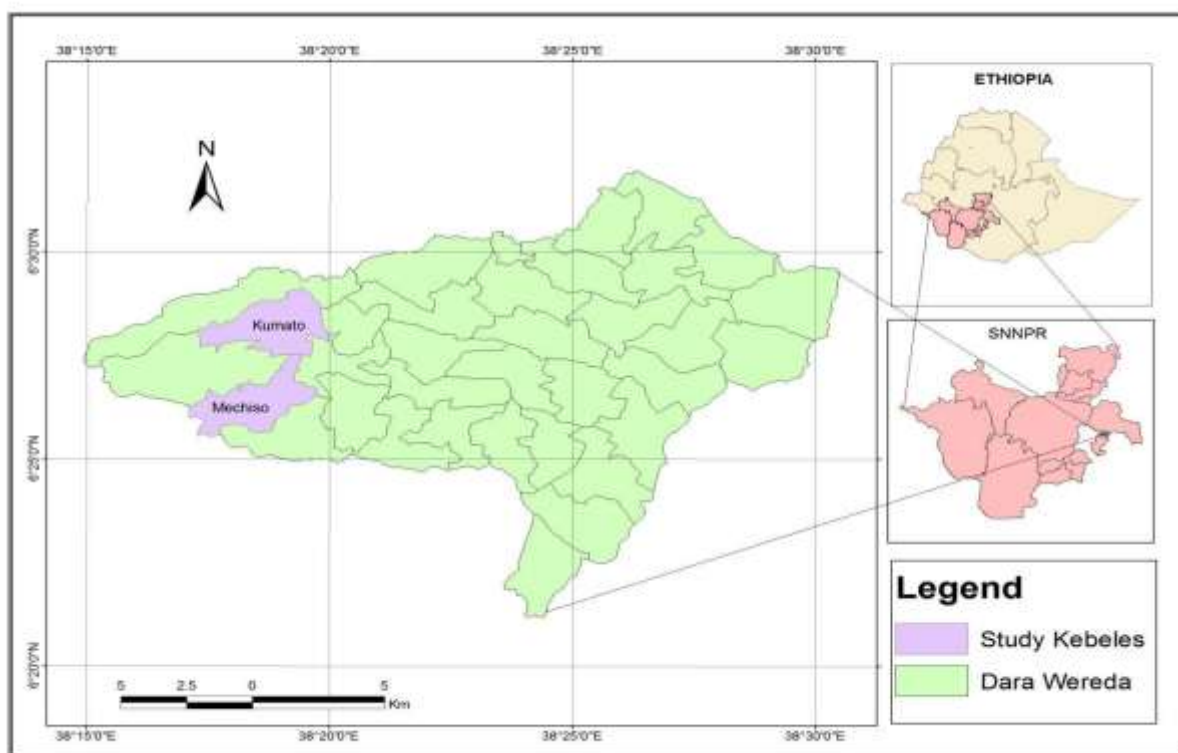 38°15'0"E 38°20'0"E 38°25'0"E 38°30'0"E
ETHIOPIA
N
6°30'0"N
Kumato
SNNPR
Mechiso
6°25'0"N
Legend
Study Kebeles
6°20'0"N
Dara Wereda
5 2.5 0 5
Km
38°15'0"E 38°20'0"E 38°25'0"E 38°30'0"E